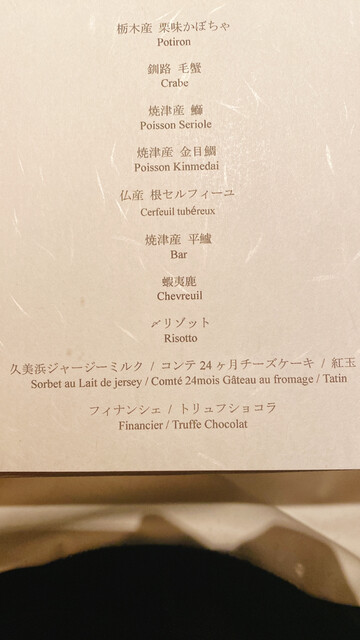 栃木産 栗味かぼちゃ
Potiron
釧路 毛蟹
Crabe
焼津産 鰤
Poisson Seriole
焼津産 金目鯛
Poisson Kinmedai
仏産 根セルフィーユ
Cerfeuil tubéreux
焼津産 平鱸
Bar
蝦夷鹿
Chevreuil
〆リゾット
Risotto
久美浜ジャージーミルク / コンテ 24 ヶ月チーズケーキ / 紅玉
Sorbet au Lait de jersey / Comté 24mois Gâteau au fromage / Tatin
フィナンシェ / トリュフショコラ
Financier / Truffe Chocolat